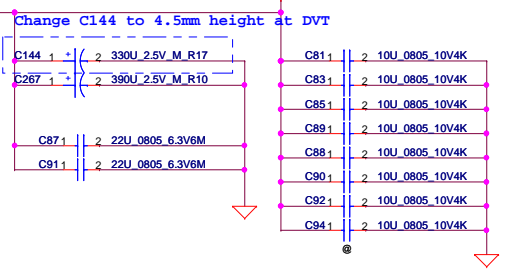 Change C144 to 4.5mm height at DVT
C144 1 + 2 330U_2.5V_M_R17
C267 1 + 2 390U_2.5V_M_R10
C87 1 2 22U_0805_6.3V6M
C91 1 2 22U_0805_6.3V6M
C81 1 2 10U_0805_10V4K
C83 1 2 10U_0805_10V4K
C85 1 2 10U_0805_10V4K
C89 1 2 10U_0805_10V4K
C88 1 2 10U_0805_10V4K
C90 1 2 10U_0805_10V4K
C92 1 2 10U_0805_10V4K
C94 1 2 10U_0805_10V4K
@